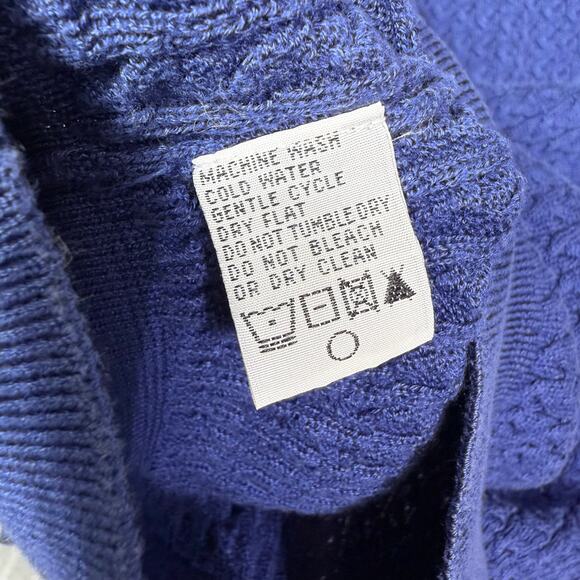 MACHINE WASH
COLD WATER
GENTLE CYCLE
DRY FLAT
DO NOT TUMBLE DRY
DO NOT BLEACH
OR DRY CLEAN